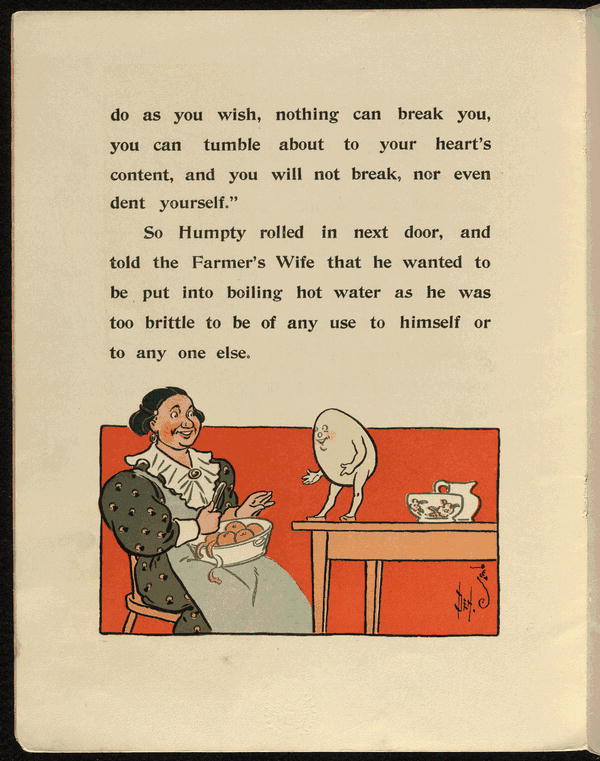 do as you wish, nothing can break you,
you can tumble about to your heart's
content, and you will not break, nor even
dent yourself.”
So Humpty rolled in next door, and
told the Farmer's Wife that he wanted to
be put into boiling hot water as he was
too brittle to be of any use to himself or
to any one else.